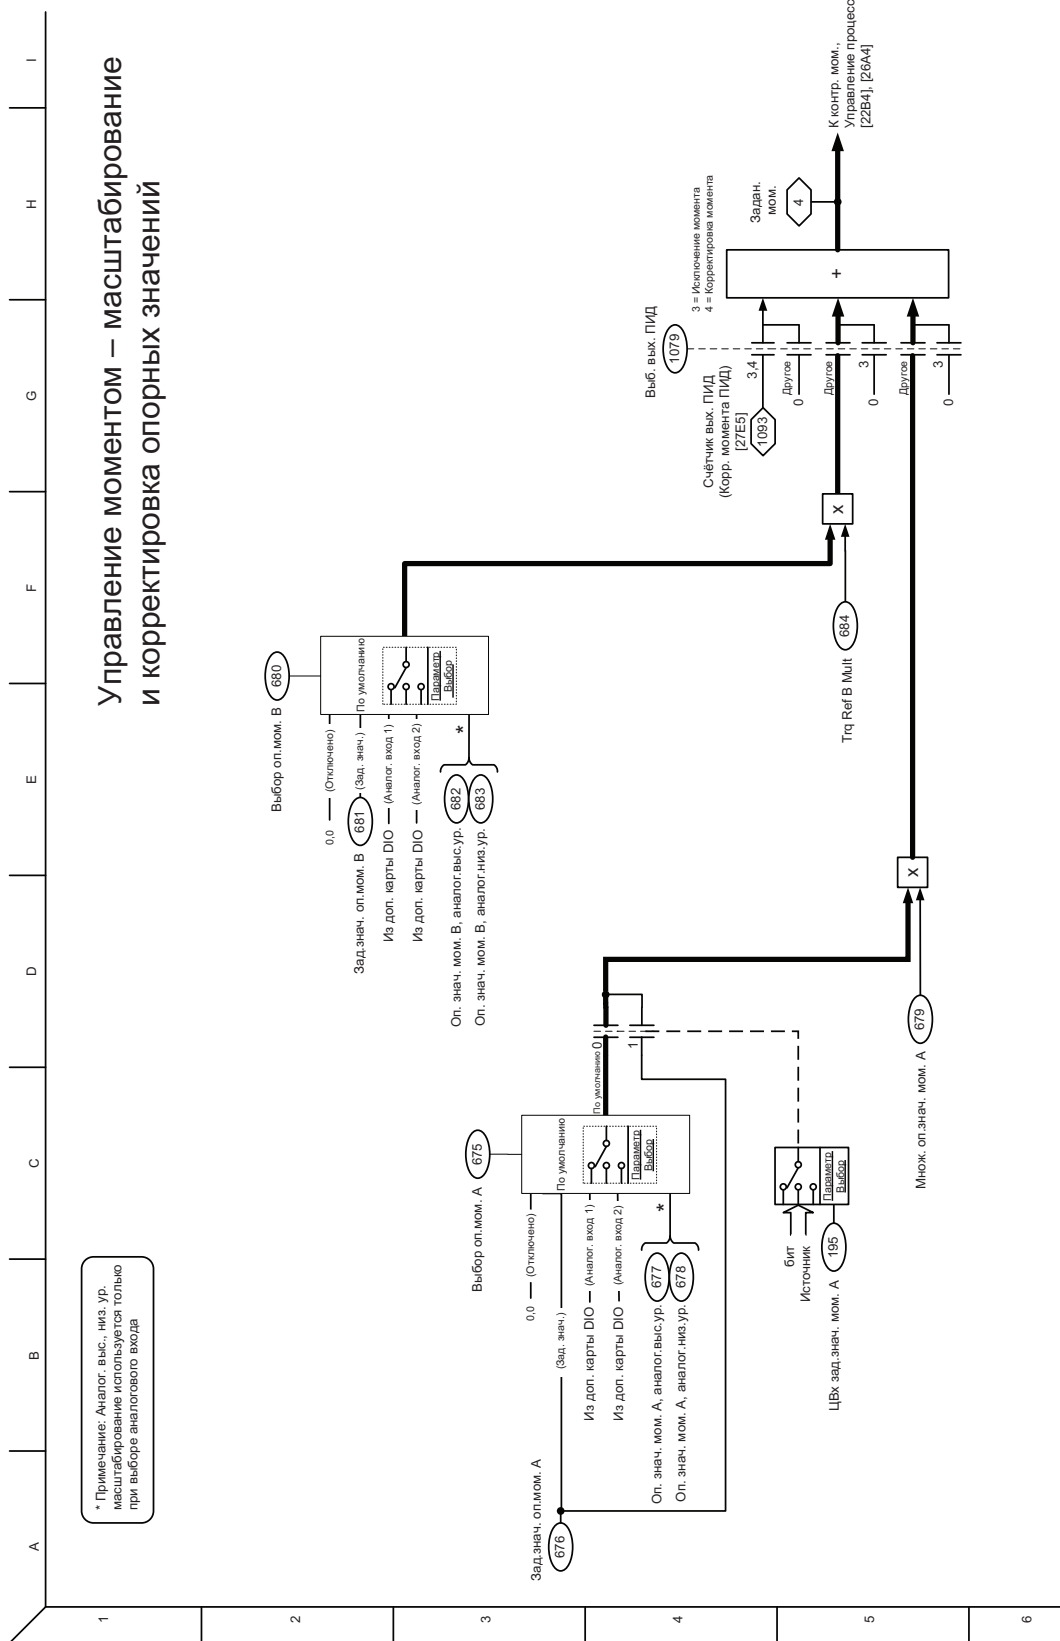 A
B
C
D
E
F
G
H
I
1
2
3
4
5
6
Управление моментом – масштабирование
и корректировка опорных значений
* Примечание: Аналог. выс., низ. ур.
масштабирование используется только
при выборе аналогового входа
Выбор оп.мом. B
680
0,0
(Отключено)
Зад.знач. оп.мом. B
681
(Зад. знач.)
По умолчанию
Из доп. карты DIO
(Аналог. вход 1)
Из доп. карты DIO
(Аналог. вход 2)
Параметр
Выбор
Оп. знач. мом. B, аналог.выс.ур.
682
Оп. знач. мом. B, аналог.низ.ур.
683
*
Выбор оп.мом. A
675
0,0
(Отключено)
Зад.знач. оп.мом. A
676
(Зад. знач.)
По умолчанию
Из доп. карты DIO
(Аналог. вход 1)
Из доп. карты DIO
(Аналог. вход 2)
Параметр
Выбор
Оп. знач. мом. A, аналог.выс.ур.
677
Оп. знач. мом. A, аналог.низ.ур.
678
*
По умолчанию
0
1
бит
Источник
Параметр
Выбор
ЦВх зад.знач. мом. A
195
Множ. оп.знач. мом. A
679
X
Trq Ref B Mult
684
X
Выб. вых. ПИД
1079
3 = Исключение момента
4 = Корректировка момента
Счётчик вых. ПИД
(Корр. момента ПИД)
[27E5]
1093
3,4
Другое
0
Другое
3
0
Другое
3
0
+
Задан.
мом.
4
К контр. мом.,
Управление процесс
[22B4], [26A4]